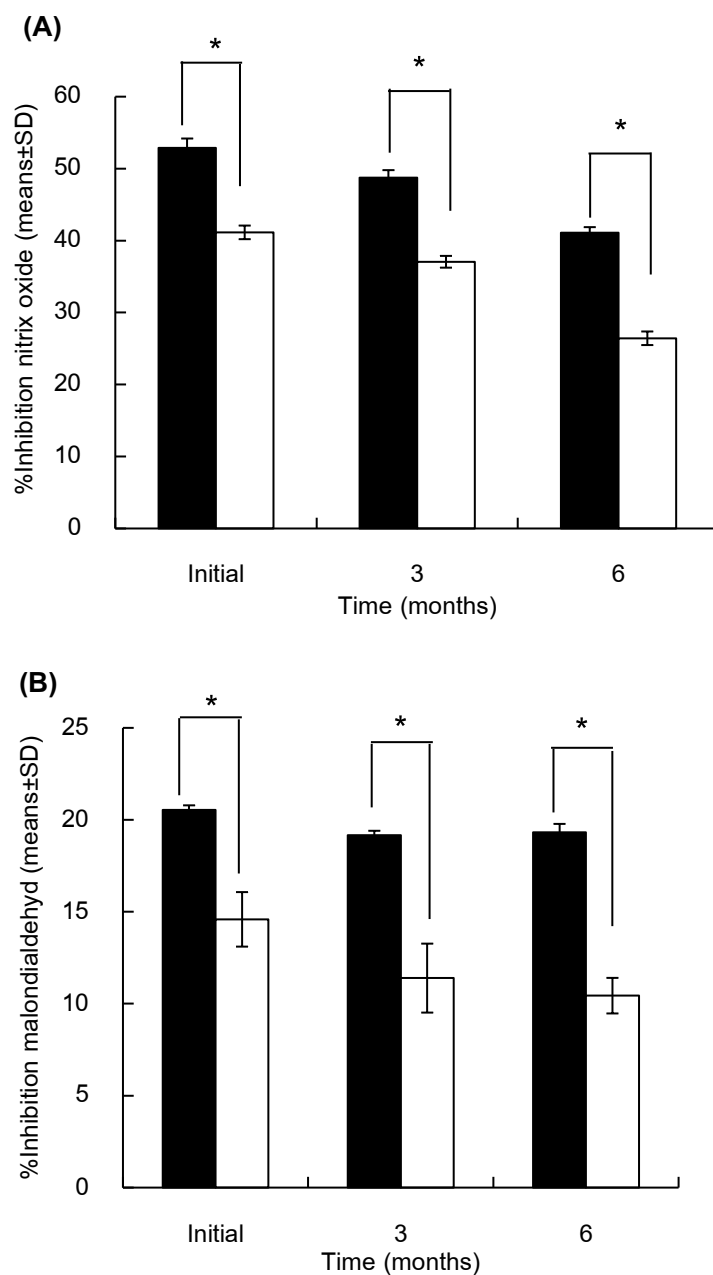 (A)
*
*
*
60
50
40
30
20
10
0
%Inhibition nitrix oxide (means±SD)
Initial 3 6
Time (months)
(B)
*
*
*
25
20
15
10
5
0
%Inhibition malondialdehyd (means±SD)
Initial 3 6
Time (months)